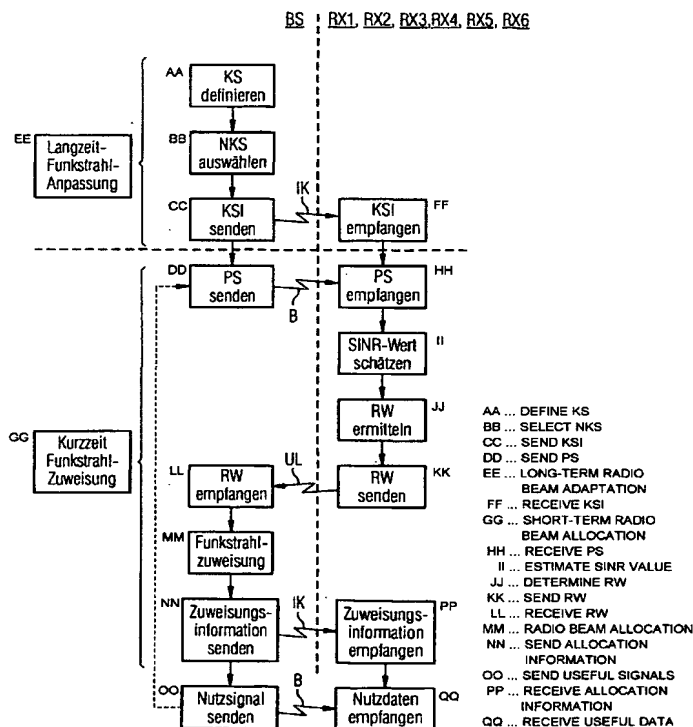 BS
RX1, RX2, RX3,RX4, RX5, RX6
AA
KS
definieren
EE
Langzeit-
Funkstrahl-
Anpassung
BB
NKS
auswählen
CC
KSI
senden
IK
KSI
empfangen
FF
DD
PS
senden
B
PS
empfangen
HH
SINR-Wert
schätzen
II
GG
Kurzzeit
Funkstrahl-
Zuweisung
RW
ermitteln
JJ
LL
RW
empfangen
UL
RW
senden
KK
MM
Funkstrahl-
zuweisung
NN
Zuweisungs-
information
senden
IK
Zuweisungs-
information
empfangen
PP
OO
Nutzsignal
senden
B
Nutzdaten
empfangen
QQ
AA ... DEFINE KS
BB ... SELECT NKS
CC ... SEND KSI
DD ... SEND PS
EE ... LONG-TERM RADIO
BEAM ADAPTATION
FF ... RECEIVE KSI
GG ... SHORT-TERM RADIO
BEAM ALLOCATION
HH ... RECEIVE PS
II ... ESTIMATE SINR VALUE
JJ ... DETERMINE RW
KK ... SEND RW
LL ... RECEIVE RW
MM ... RADIO BEAM ALLOCATION
NN ... SEND ALLOCATION
INFORMATION
OO ... SEND USEFUL SIGNALS
PP ... RECEIVE ALLOCATION
INFORMATION
QQ ... RECEIVE USEFUL DATA